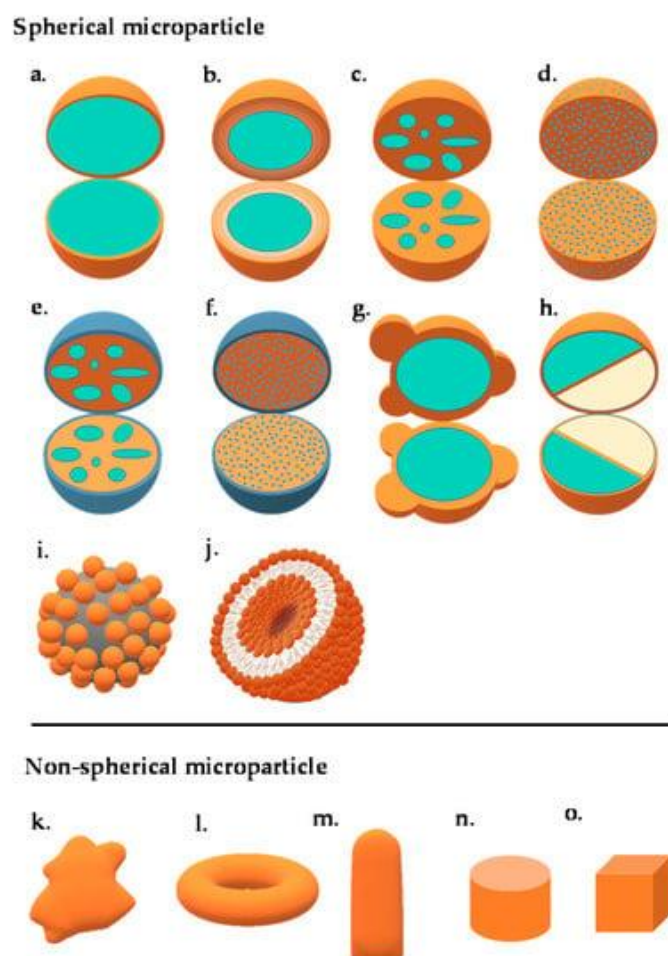 Spherical microparticle
a. b. c. d.
e. f. g. h.
i. j.
Non-spherical microparticle
k. l. m. n. o.